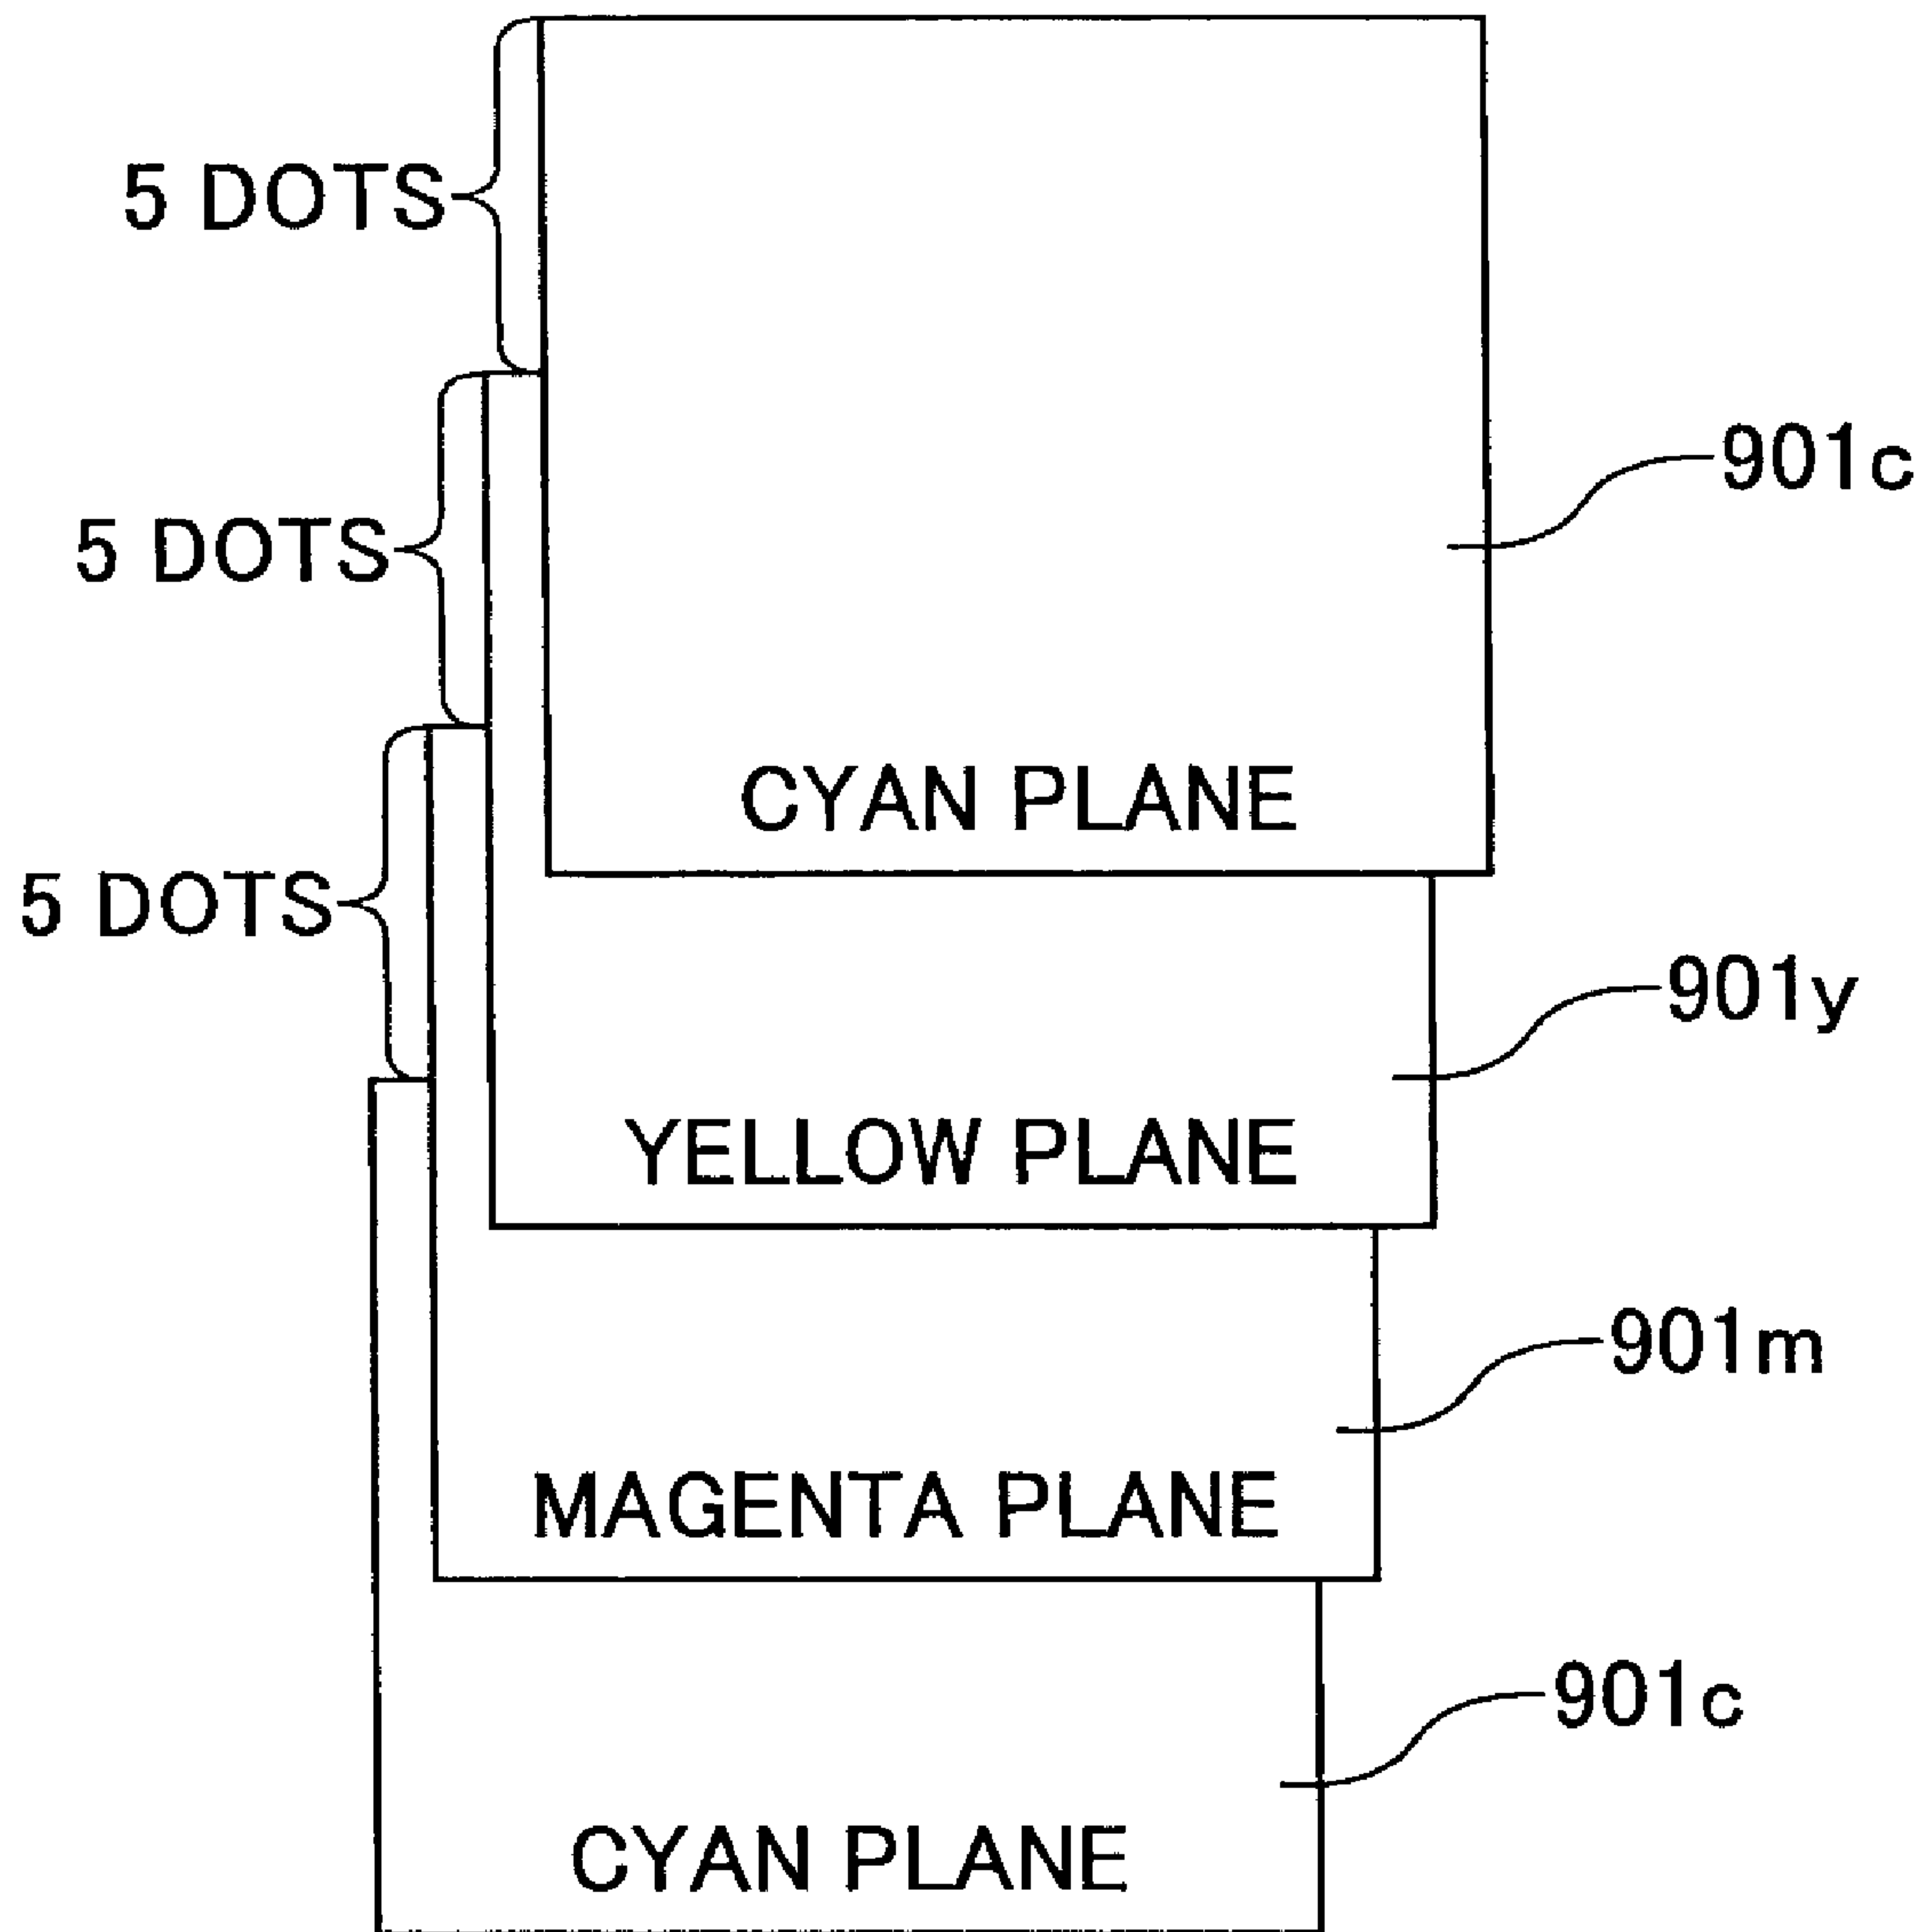 5 DOTS
901c
5 DOTS
CYAN PLANE
5 DOTS
901y
YELLOW PLANE
901m
MAGENTA PLANE
901c
CYAN PLANE